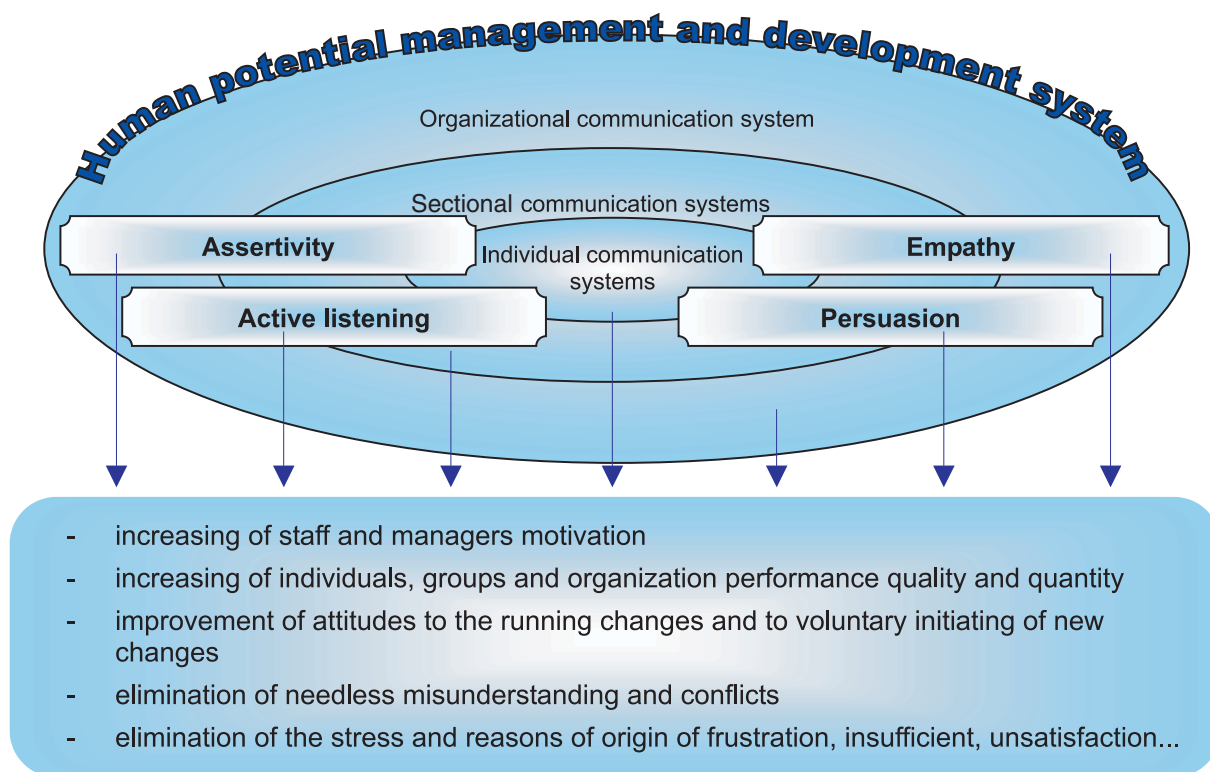 Human potential management and development system
Organizational communication system
Sectional communication systems
Assertivity
Empathy
Individual communication
systems
Active listening
Persuasion
- increasing of staff and managers motivation
- increasing of individuals, groups and organization performance quality and quantity
- improvement of attitudes to the running changes and to voluntary initiating of new
changes
- elimination of needless misunderstanding and conflicts
- elimination of the stress and reasons of origin of frustration, insufficient, unsatisfaction...